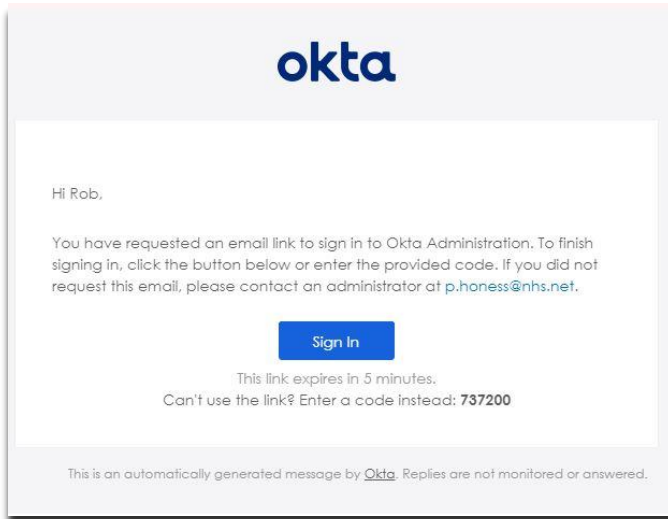 okta
Hi Rob,
You have requested an email link to sign in to Okta Administration. To finish
signing in, click the button below or enter the provided code. If you did not
request this email, please contact an administrator at p.honess@nhs.net.
Sign In
This link expires in 5 minutes.
Can't use the link? Enter a code instead: 737200
This is an automatically generated message by Okta. Replies are not monitored or answered.